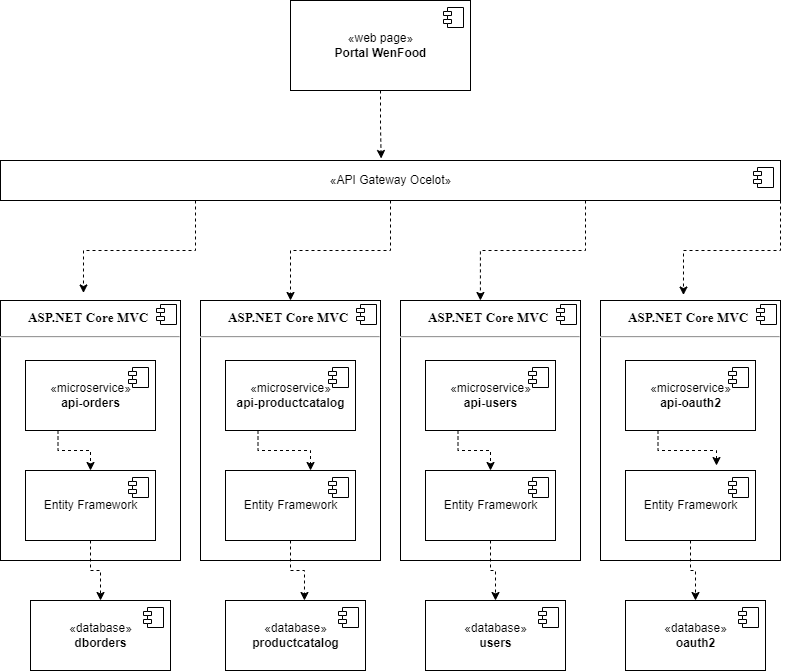 «web page»
Portal WenFood
«API Gateway Ocelot»
ASP.NET Core MVC
ASP.NET Core MVC
ASP.NET Core MVC
ASP.NET Core MVC
«microservice»
api-orders
«microservice»
api-productcatalog
«microservice»
api-users
«microservice»
api-oauth2
Entity Framework
Entity Framework
Entity Framework
Entity Framework
«database»
dborders
«database»
productcatalog
«database»
users
«database»
oauth2